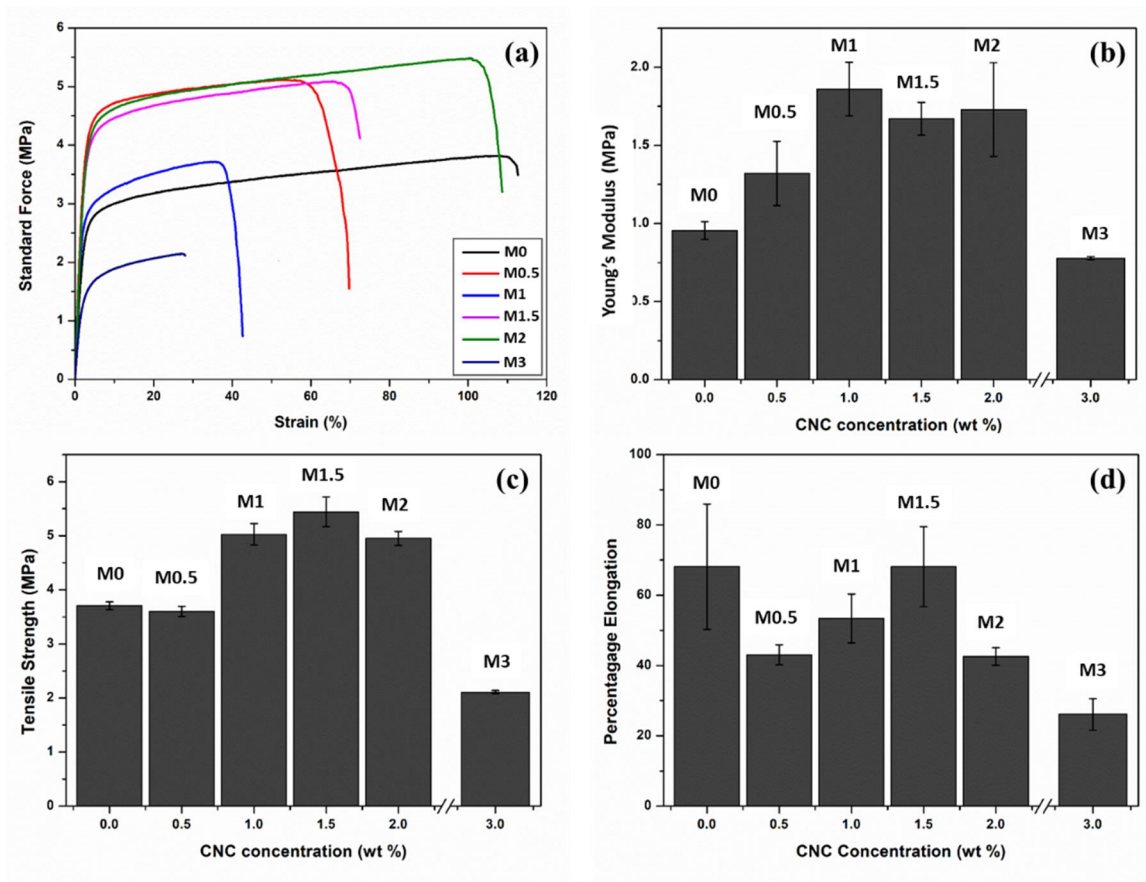 (a)
Standard Force (MPa)
6
5
4
3
2
1
0
0 20 40 60 80 100 120
Strain (%)
M0
M0.5
M1
M1.5
M2
M3
(b)
Young's Modulus (MPa)
2.0
1.5
1.0
0.5
0.0
M0
M0.5
M1
M1.5
M2
M3
0.0 0.5 1.0 1.5 2.0 3.0
CNC concentration (wt %)
(c)
Tensile Strength (MPa)
6
5
4
3
2
1
0
M0
M0.5
M1
M1.5
M2
M3
0.0 0.5 1.0 1.5 2.0 3.0
CNC concentration (wt %)
(d)
Percentagage Elongation
100
80
60
40
20
0
M0
M0.5
M1
M1.5
M2
M3
0.0 0.5 1.0 1.5 2.0 3.0
CNC Concentration (wt %)